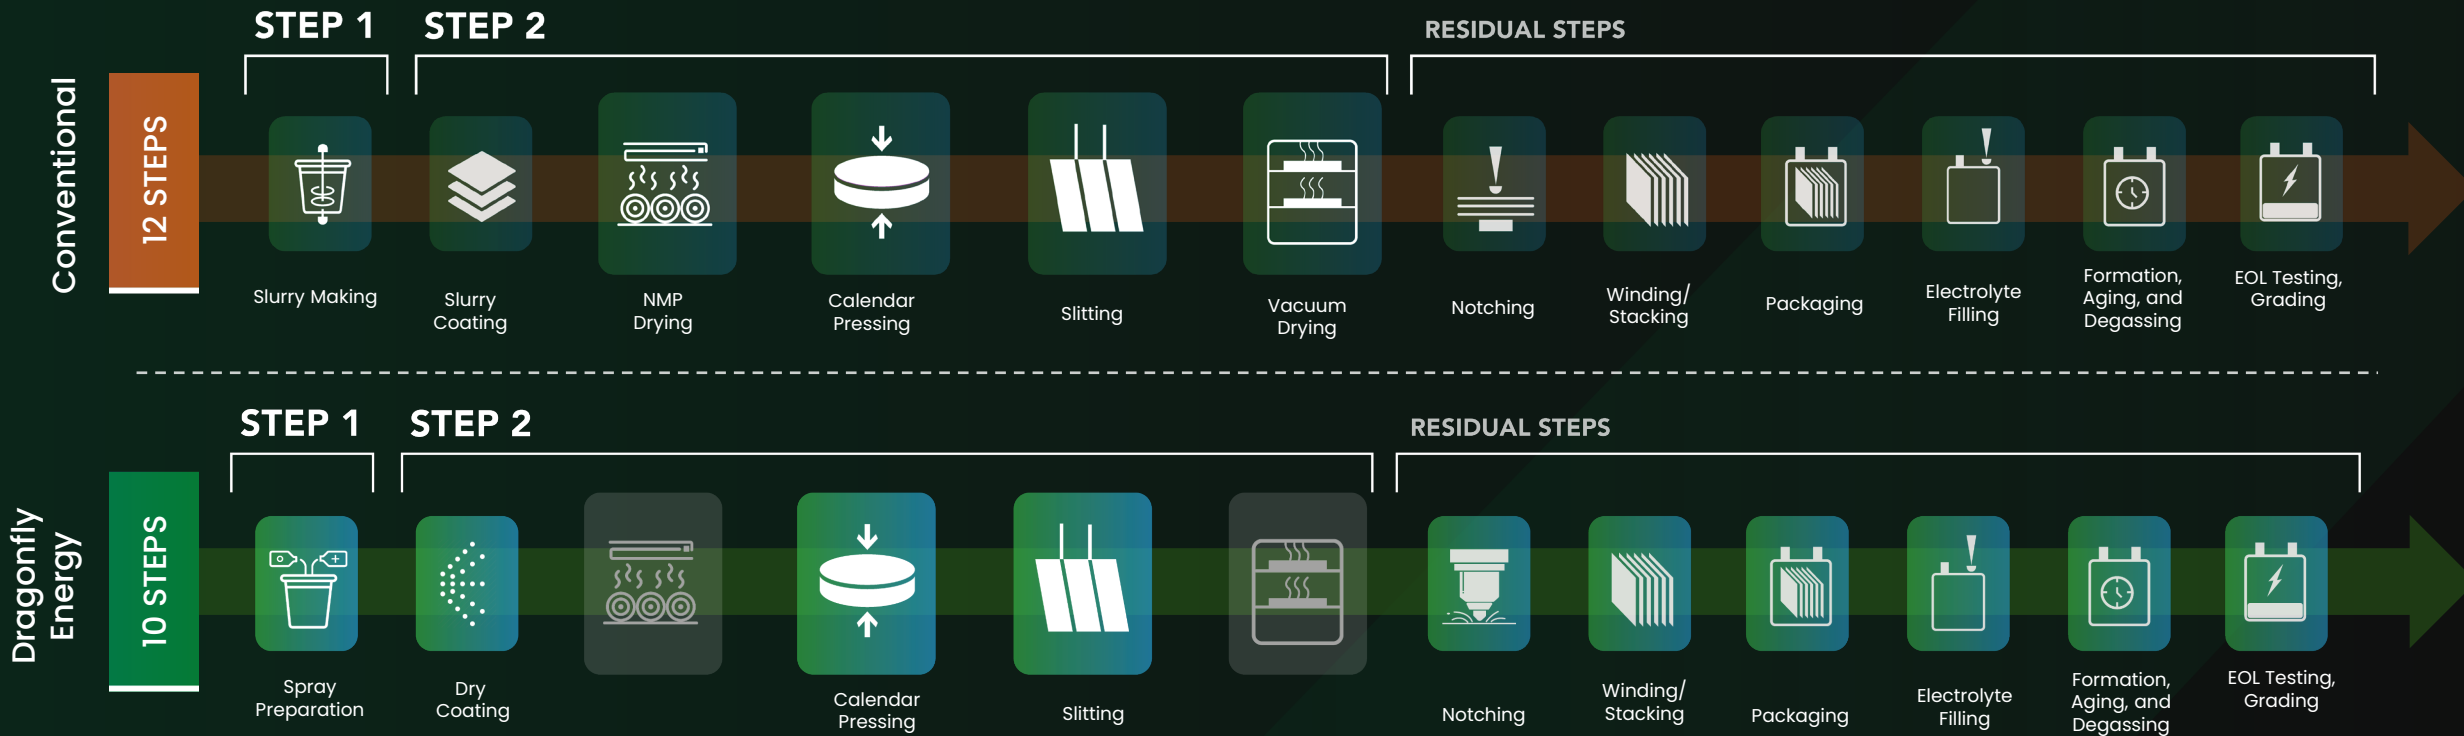 STEP 1
STEP 2
RESIDUAL STEPS
Conventional
12 STEPS
Slurry Making
Slurry
Coating
NMP
Drying
Calendar
Pressing
Slitting
Vacuum
Drying
Notching
Winding/
Stacking
Packaging
Electrolyte
Filling
Formation,
Aging, and
Degassing
EOL Testing,
Grading
STEP 1
STEP 2
RESIDUAL STEPS
Dragonfly
Energy
10 STEPS
Spray
Preparation
Dry
Coating
Calendar
Pressing
Slitting
Notching
Winding/
Stacking
Packaging
Electrolyte
Filling
Formation,
Aging, and
Degassing
EOL Testing,
Grading